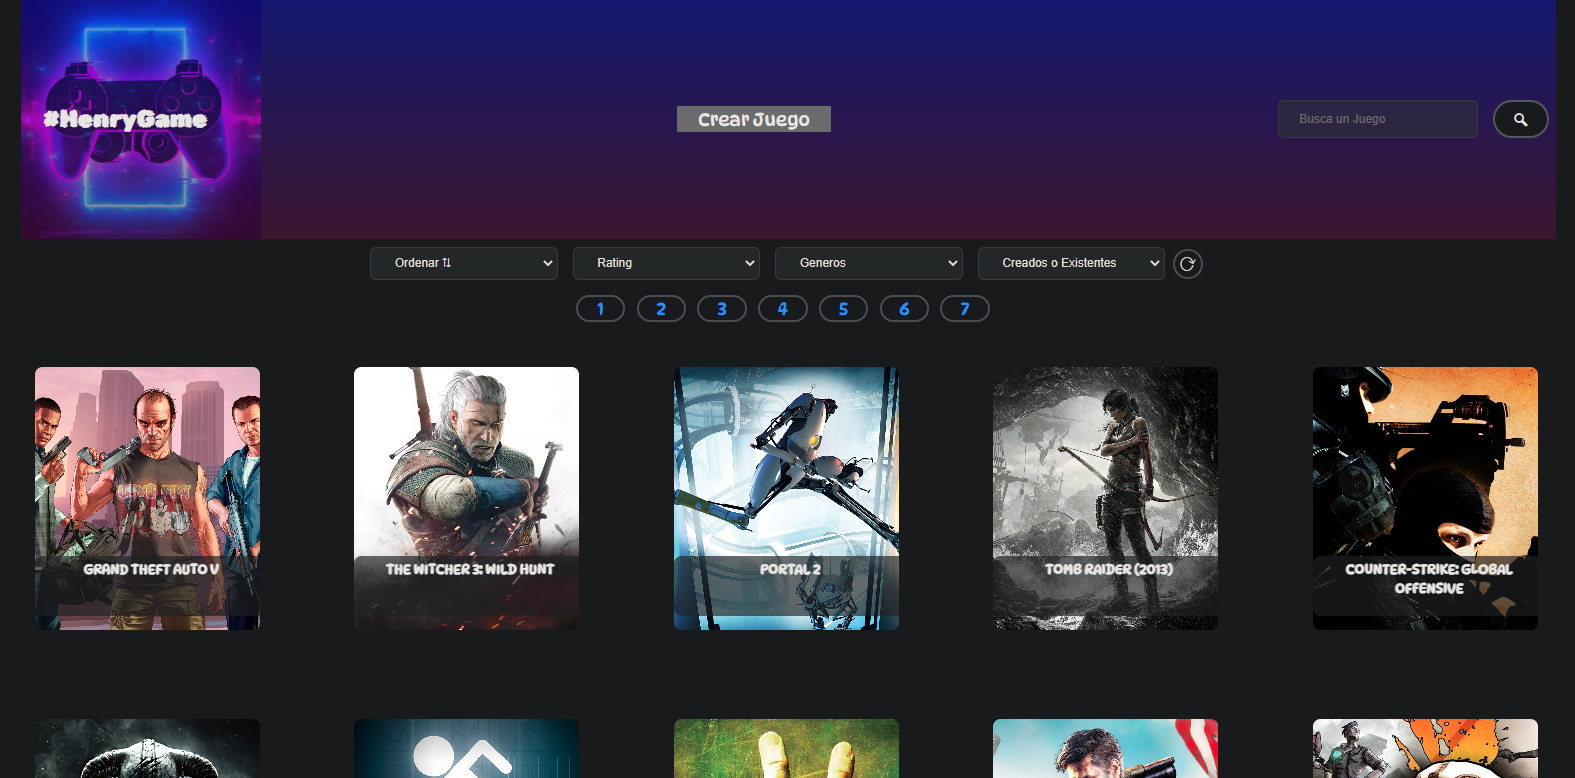 #HenryGame
Crear Juego
Busca un Juego
Ordenar ⇅
Rating
Generos
Creados o Existentes
1 2 3 4 5 6 7
GRAND THEFT AUTO V
THE WITCHER 3: WILD HUNT
PORTAL 2
TOMB RAIDER (2013)
COUNTER-STRIKE: GLOBAL
OFFENSIVE